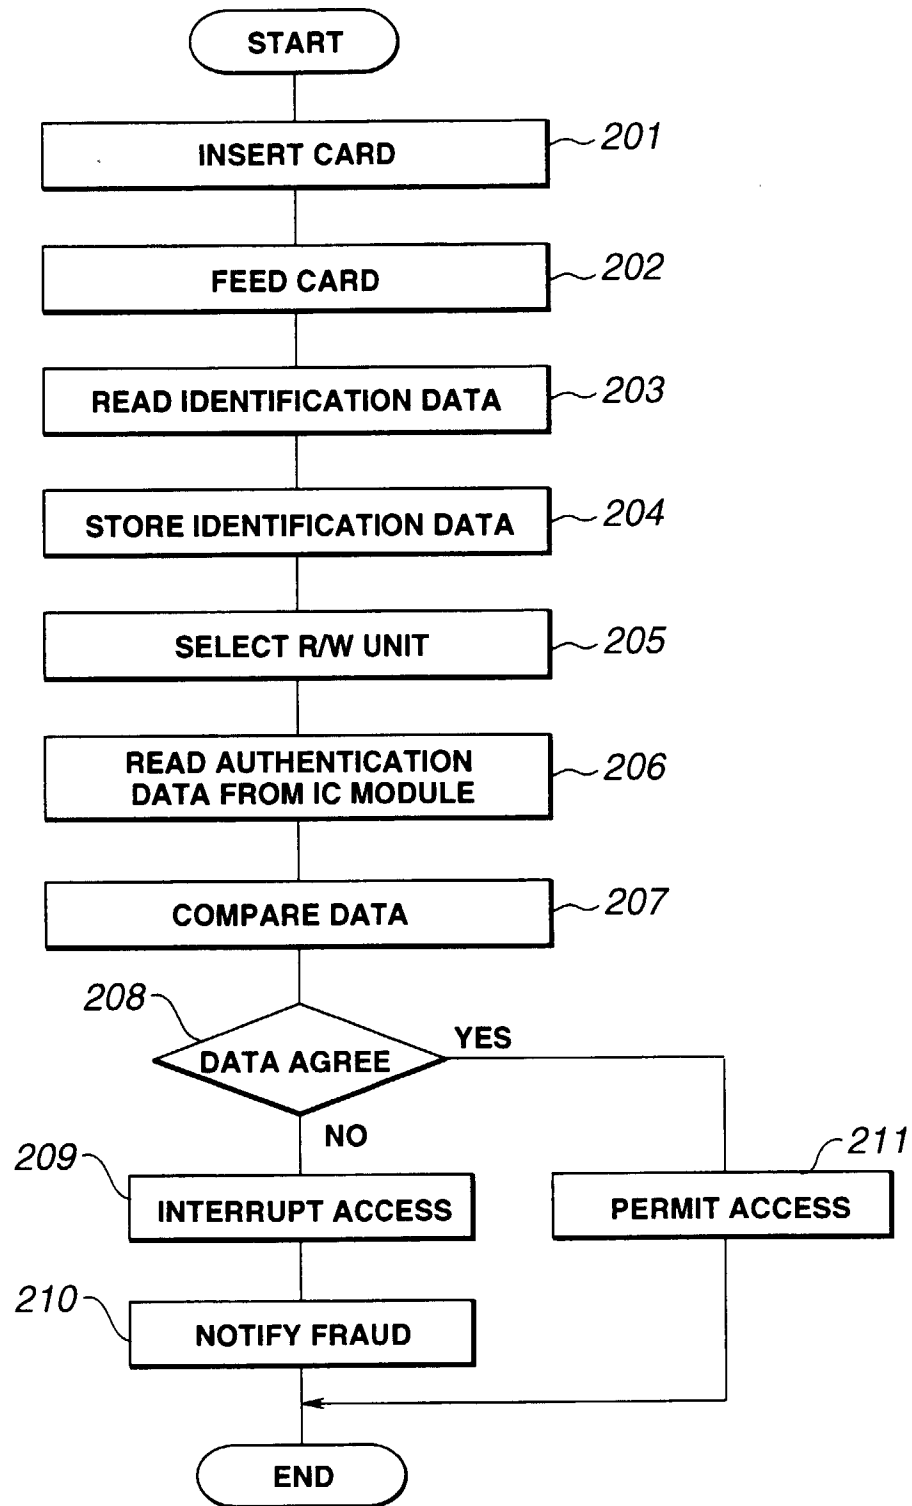 START
INSERT CARD
201
FEED CARD
202
READ IDENTIFICATION DATA
203
STORE IDENTIFICATION DATA
204
SELECT R/W UNIT
205
READ AUTHENTICATION
DATA FROM IC MODULE
206
COMPARE DATA
207
208
DATA AGREE
YES
NO
209
INTERRUPT ACCESS
211
PERMIT ACCESS
210
NOTIFY FRAUD
END